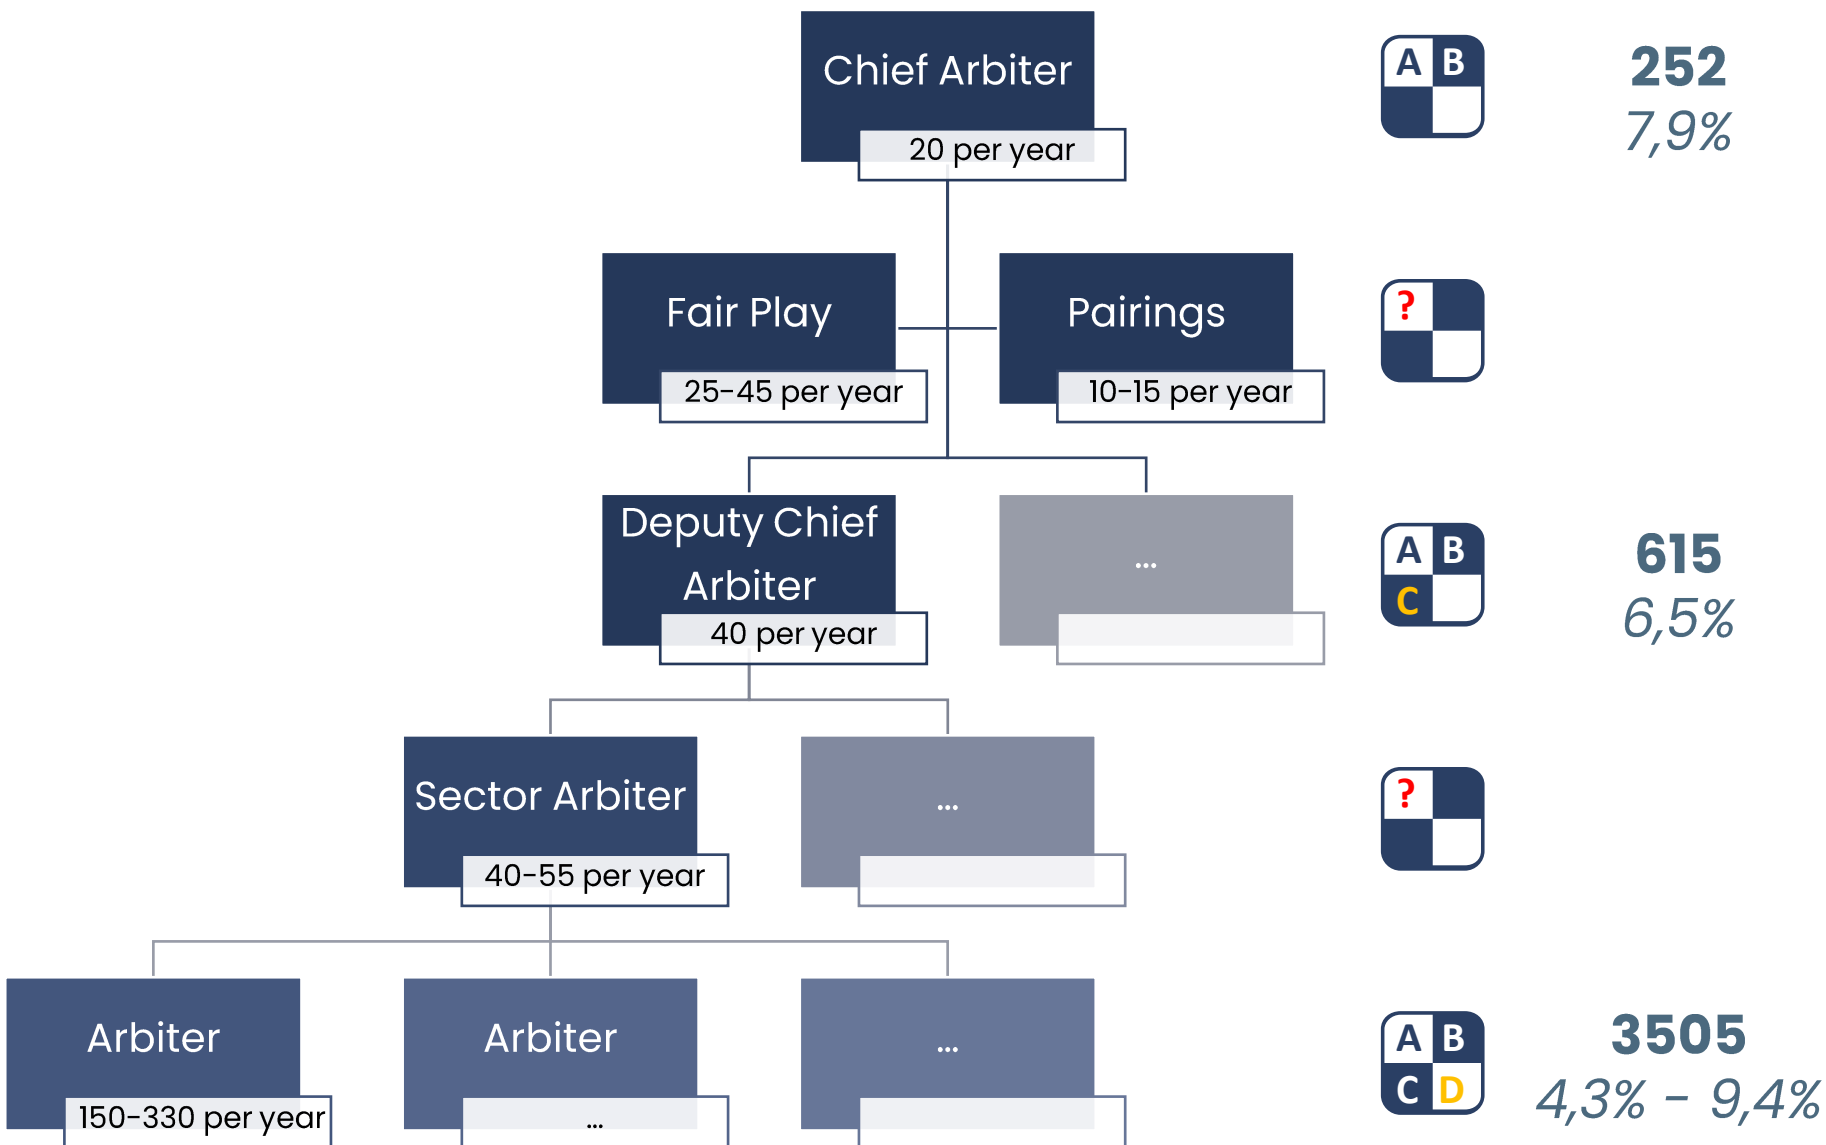 Chief Arbiter
20 per year
A B
252
7,9%
Fair Play
25-45 per year
Pairings
10-15 per year
?
Deputy Chief
Arbiter
40 per year
...
A B
C
615
6,5%
Sector Arbiter
40-55 per year
...
?
Arbiter
150-330 per year
Arbiter
...
...
A B
C D
3505
4,3% - 9,4%